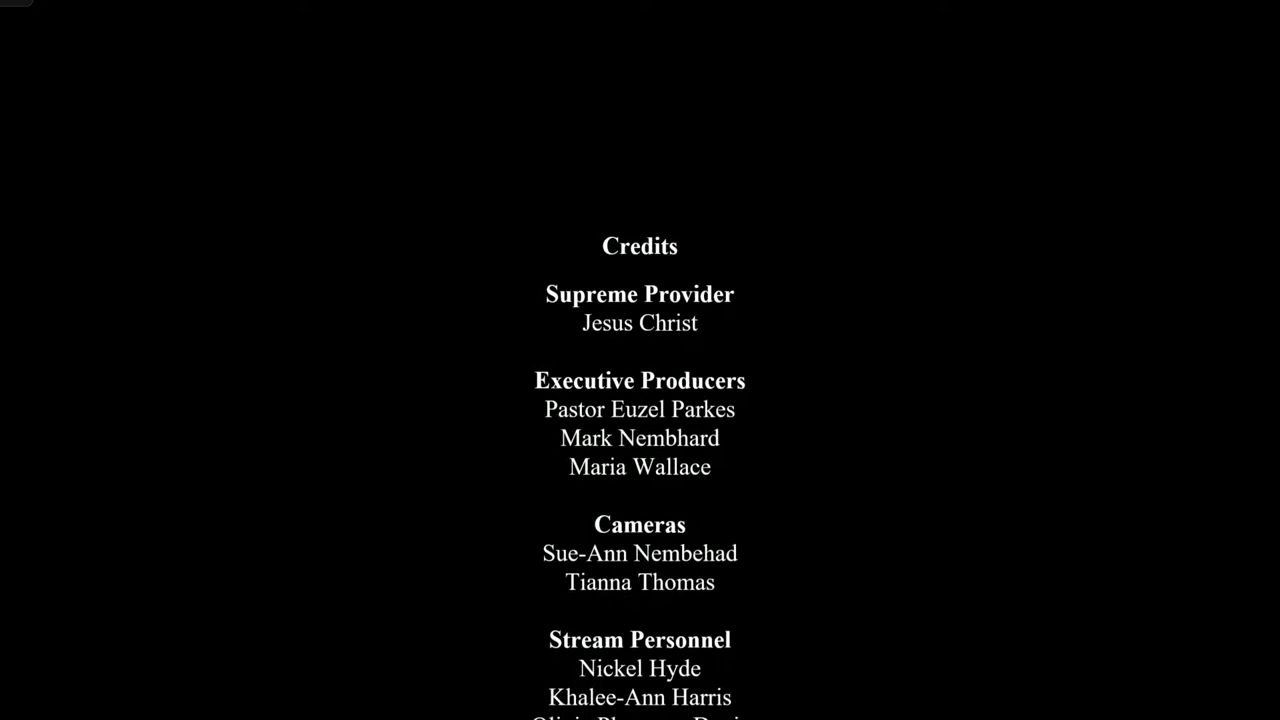 Credits
Supreme Provider
Jesus Christ
Executive Producers
Pastor Euzel Parkes
Mark Nembhard
Maria Wallace
Cameras
Sue-Ann Nembehad
Tianna Thomas
Stream Personnel
Nickel Hyde
Khalee-Ann Harris